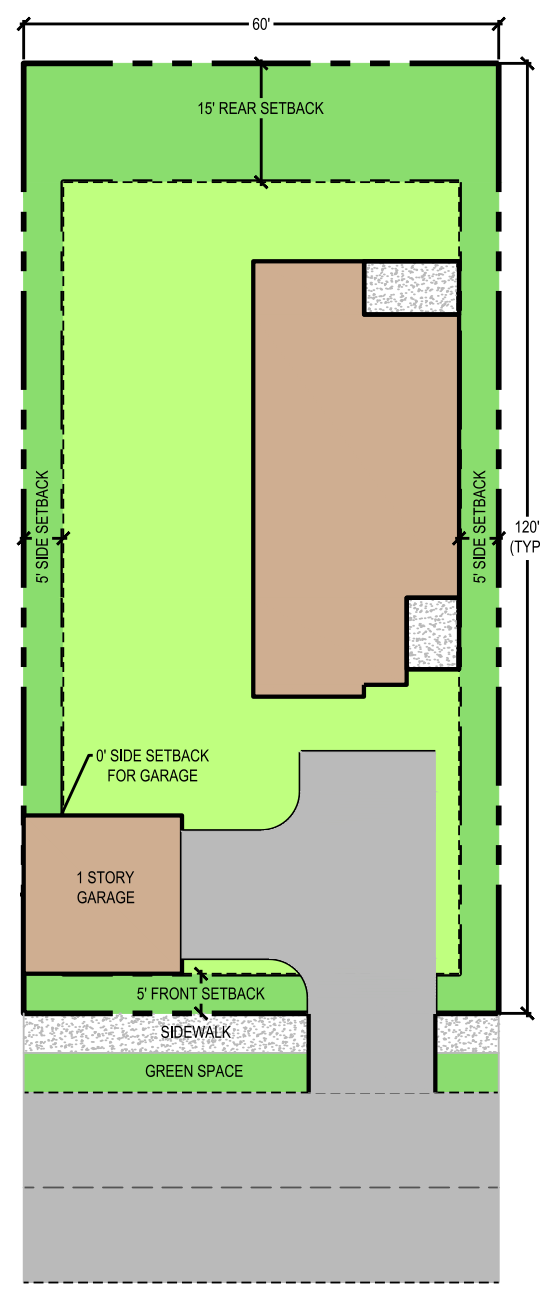 60'
15' REAR SETBACK
5' SIDE SETBACK
5' SIDE SETBACK
120'
(TYP
0' SIDE SETBACK
FOR GARAGE
1 STORY
GARAGE
5' FRONT SETBACK
SIDEWALK
GREEN SPACE